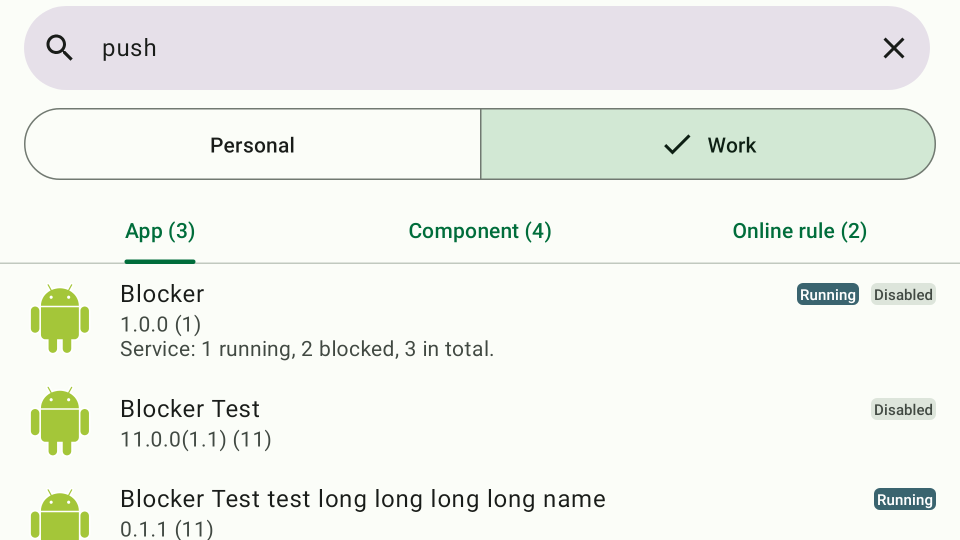 push
Personal
Work
App (3)
Component (4)
Online rule (2)
Blocker
Running
Disabled
1.0.0 (1)
Service: 1 running, 2 blocked, 3 in total.
Blocker Test
Disabled
11.0.0(1.1) (11)
Blocker Test test long long long long name
Running
0.1.1 (11)